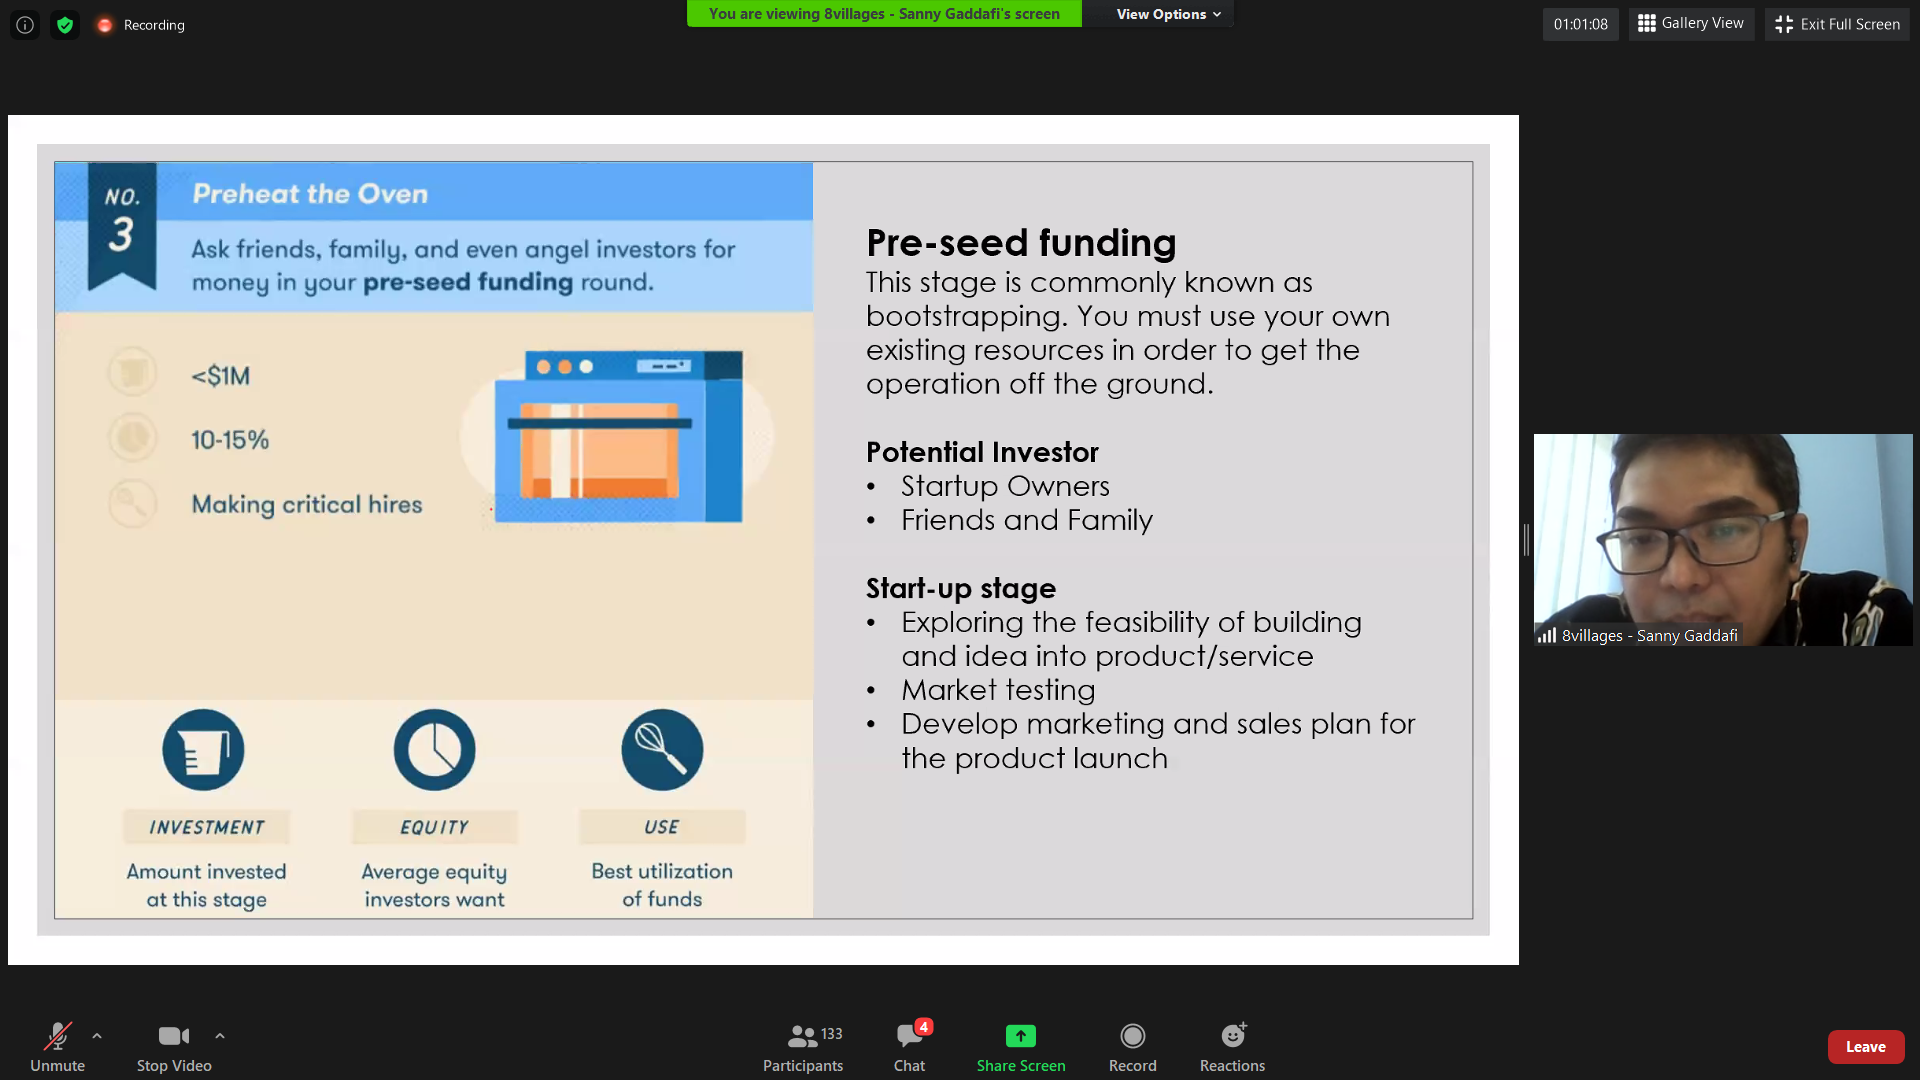 Recording
You are viewing 8villages - Sanny Gaddafi's screen
View Options
01:01:08
Gallery View
Exit Full Screen
NO.
3
Preheat the Oven
Ask friends, family, and even angel investors for
money in your pre-seed funding round.
<$1M
10-15%
Making critical hires
INVESTMENT
Amount invested
at this stage
EQUITY
Average equity
investors want
USE
Best utilization
of funds
Pre-seed funding
This stage is commonly known as
bootstrapping. You must use your own
existing resources in order to get the
operation off the ground.
Potential Investor
• Startup Owners
• Friends and Family
Start-up stage
• Exploring the feasibility of building
and idea into product/service
• Market testing
• Develop marketing and sales plan for
the product launch
8villages - Sanny Gaddafi
Unmute
Stop Video
133
Participants
4
Chat
Share Screen
Record
Reactions
Leave